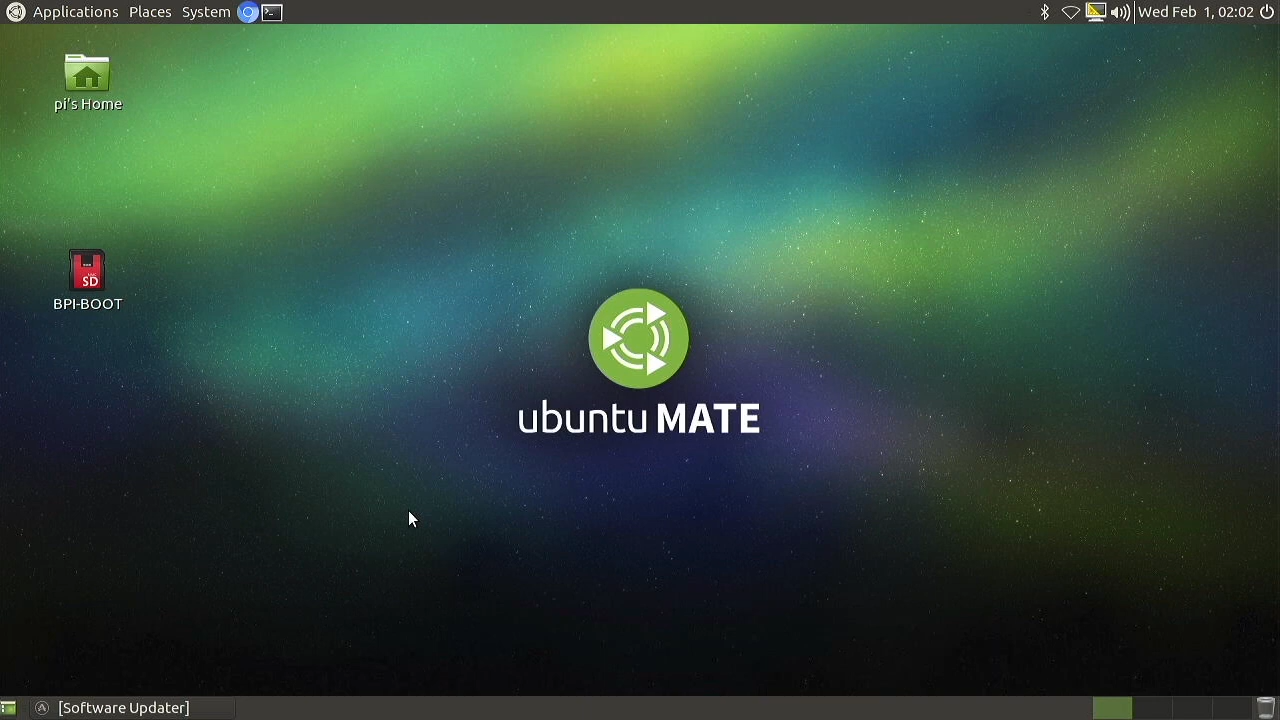 Applications Places System Wed Feb 1, 02:02
pi's Home
SD
BPI-BOOT
ubuntu MATE
[Software Updater]